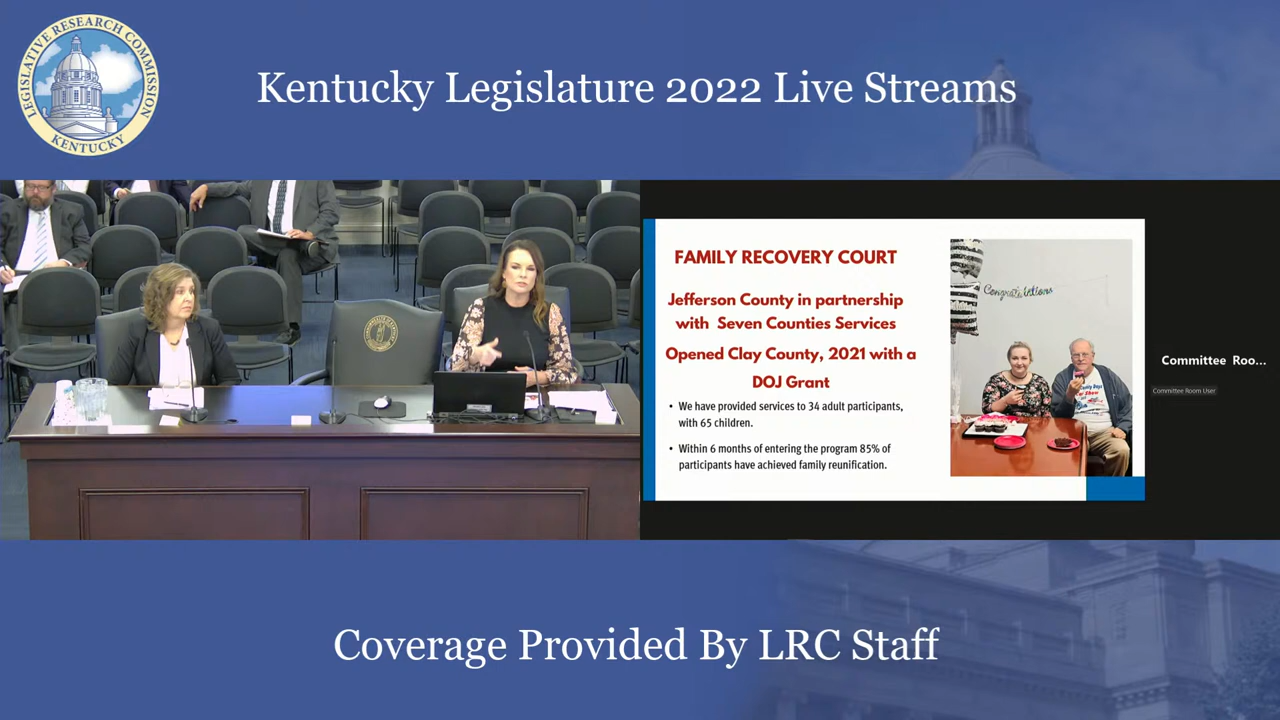 LEGISLATIVE RESEARCH COMMISSION
KENTUCKY
Kentucky Legislature 2022 Live Streams
FAMILY RECOVERY COURT
Jefferson County in partnership
with Seven Counties Services
Opened Clay County, 2021 with a
DOJ Grant
• We have provided services to 34 adult participants,
with 65 children.
• Within 6 months of entering the program 85% of
participants have achieved family reunification.
Committee Roo...
Committee Room User
Coverage Provided By LRC Staff